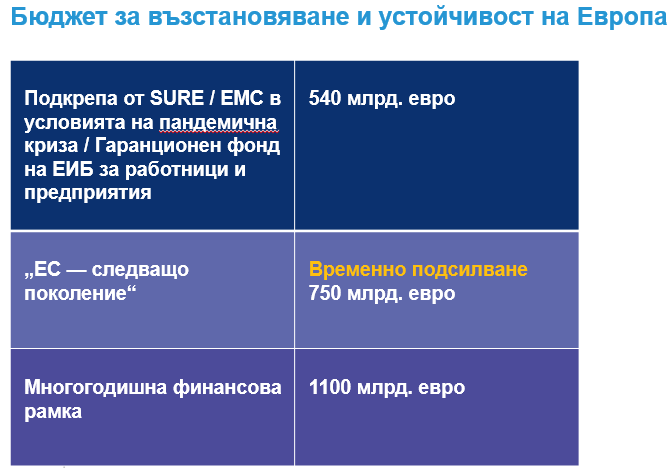 Бюджет за възстановяване и устойчивост на Европа
Подкрепа от SURE / ЕМС в
условията на пандемична
криза / Гаранционен фонд
на ЕИБ за работници и
предприятия
540 млрд. евро
„ЕС — следващо
поколение“
Временно подсилване
750 млрд. евро
Многогодишна финансова
рамка
1100 млрд. евро